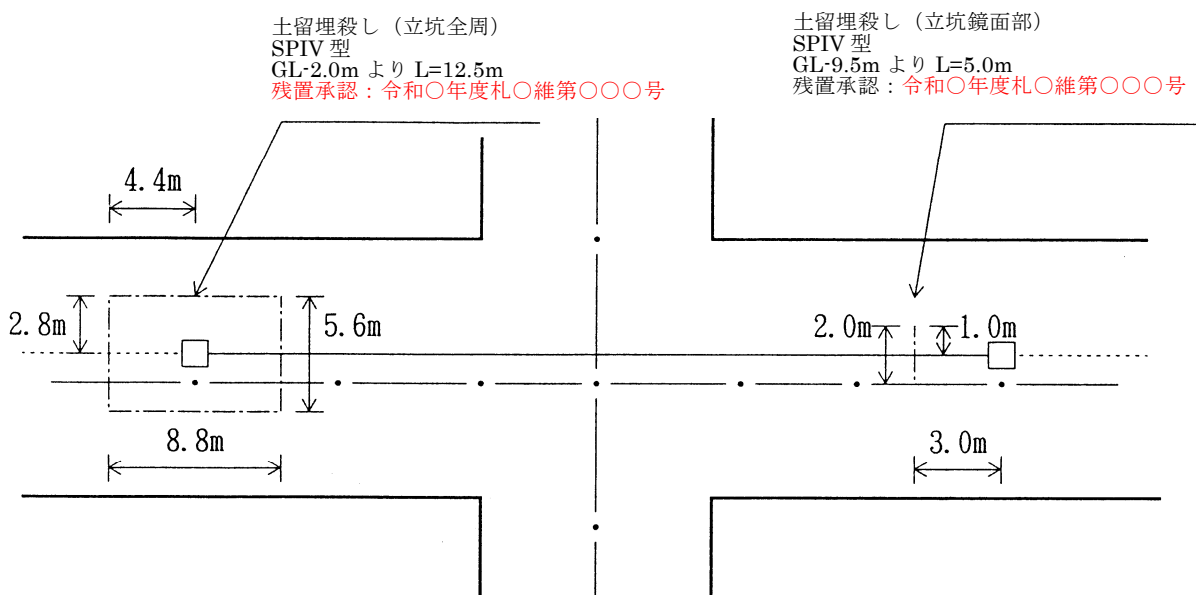 土留埋殺し（立坑全周）
SPIV 型
GL-2.0m より L=12.5m
残置承認：令和〇年度札〇維第〇〇〇号
土留埋殺し（立坑鏡面部）
SPIV 型
GL-9.5m より L=5.0m
残置承認：令和〇年度札〇維第〇〇〇号
4.4m
2.8m
5.6m
2.0m
1.0m
8.8m
3.0m